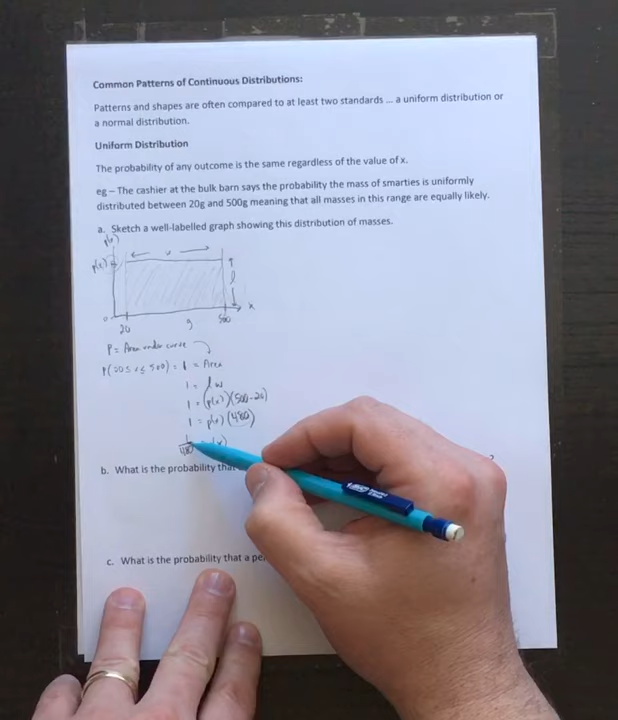 Common Patterns of Continuous Distributions:
Patterns and shapes are often compared to at least two standards ... a uniform distribution or
a normal distribution.
Uniform Distribution
The probability of any outcome is the same regardless of the value of x.
eg – The cashier at the bulk barn says the probability the mass of smarties is uniformly
distributed between 20g and 500g meaning that all masses in this range are equally likely.
a. Sketch a well-labelled graph showing this distribution of masses.
p(x)
p(x)
w
l
x
0
20
g
500
P = Area under curve
= 1 = Area
1 = l w
1 = (p(x))(500-20)
1 = p(x)(480)
1/480
b. What is the probability that
c. What is the probability that a
BIC